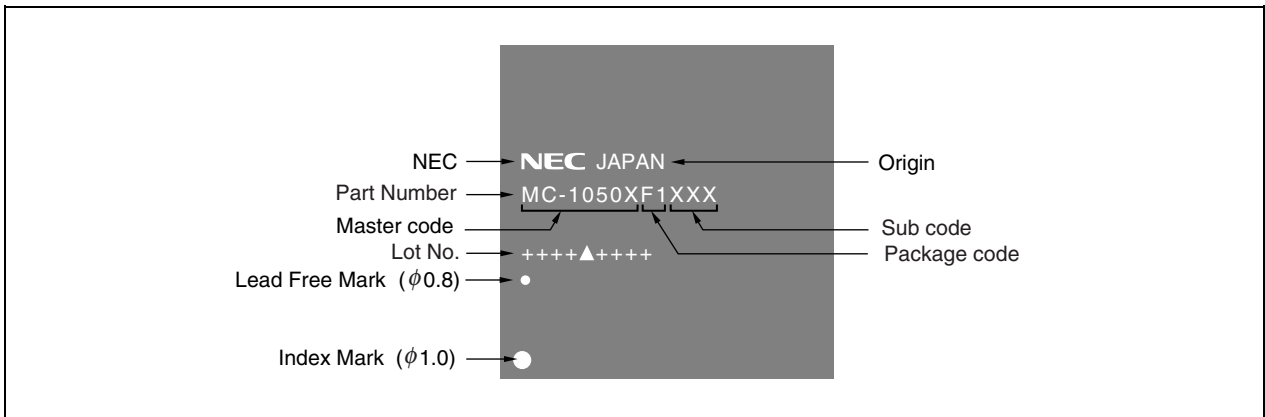 NEC
NEC JAPAN
Origin
Part Number
MC-1050XF1XXX
Master code
Sub code
Lot No.
++++▲++++
Package code
Lead Free Mark (φ0.8)
Index Mark (φ1.0)